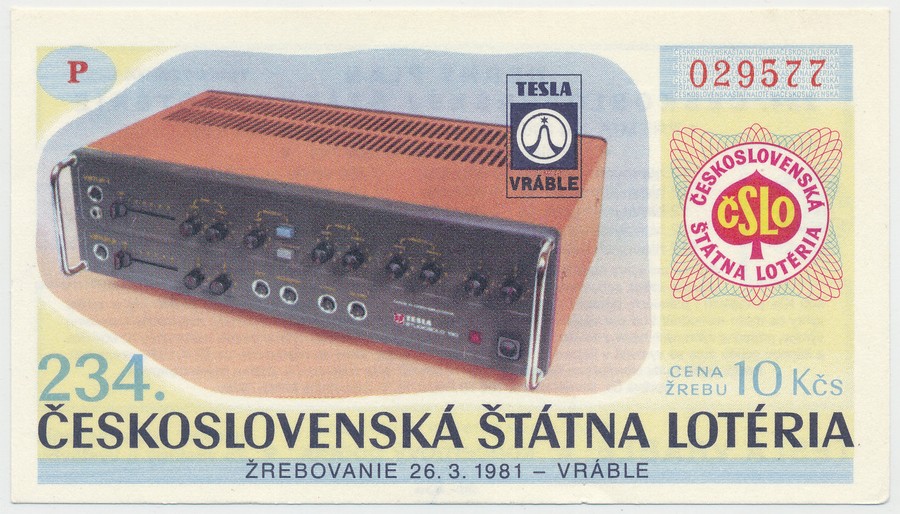 P
TESLA
VRÁBLE
029577
ČESKOSLOVENSKÁ
ČSLO
ŠTÁTNA LOTÉRIA
TESLA
234.
CENA
ŽREBU 10 Kčs
ČESKOSLOVENSKÁ ŠTÁTNA LOTÉRIA
ŽREBOVANIE 26. 3. 1981 – VRÁBLE